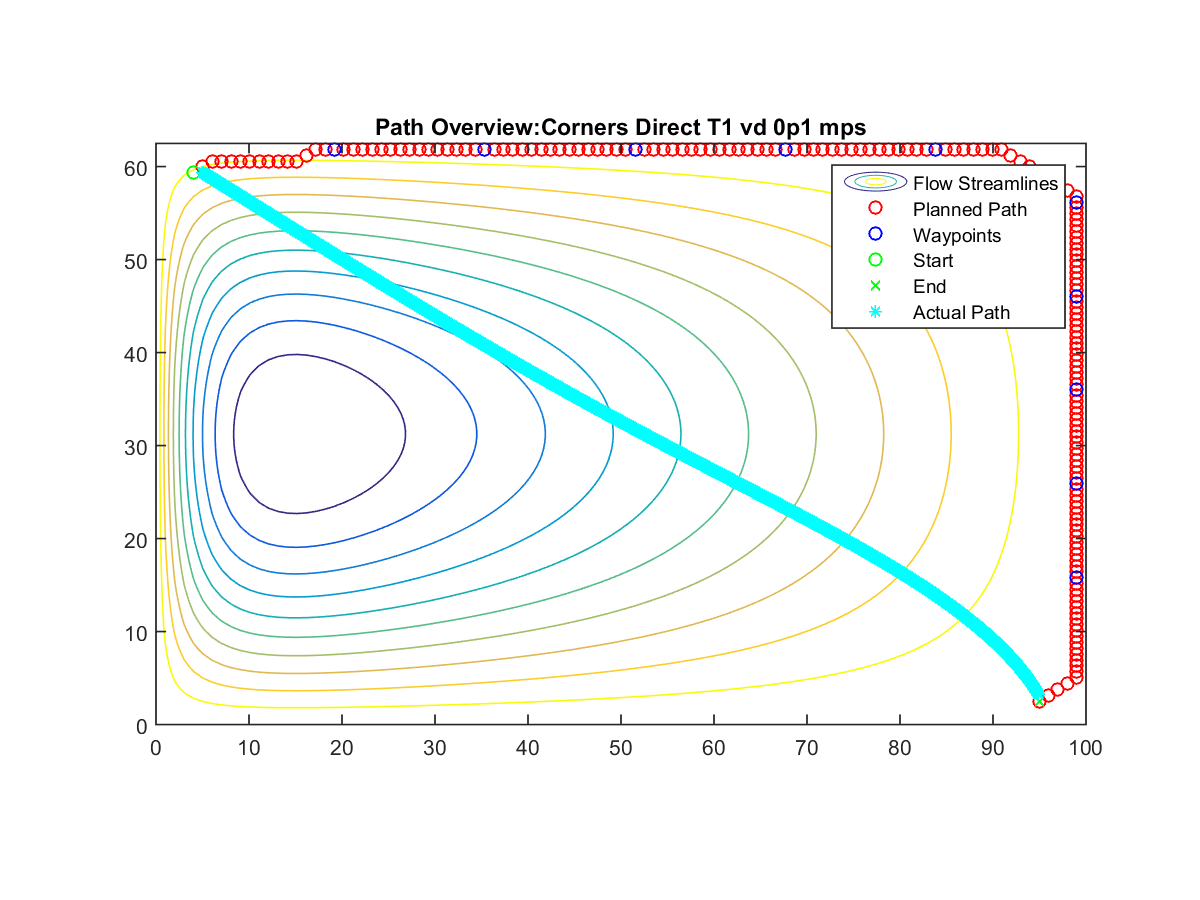 Path Overview:Corners Direct T1 vd 0p1 mps
60
50
40
30
20
10
0
Flow Streamlines
Planned Path
Waypoints
Start
End
Actual Path
0 10 20 30 40 50 60 70 80 90 100